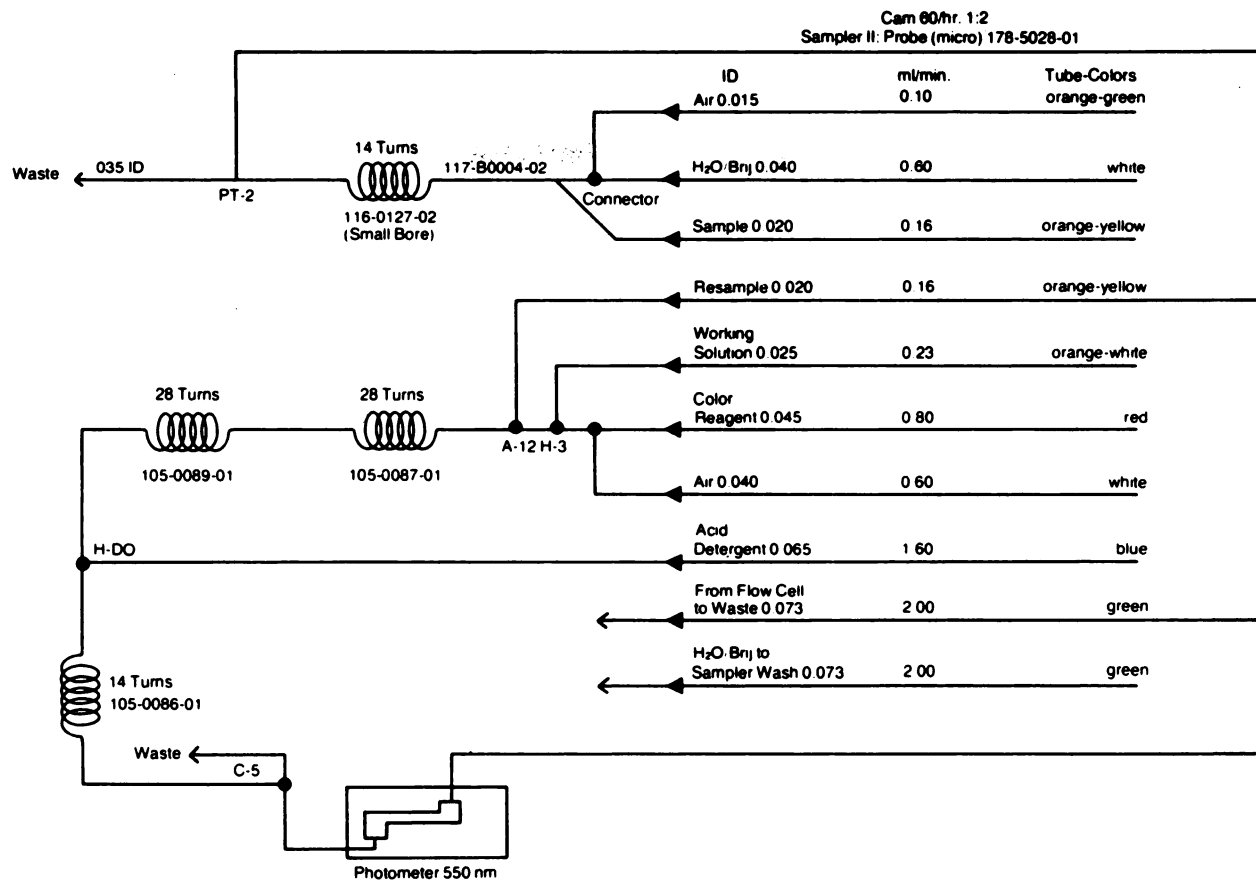 Cam 60/hr. 1:2
Sampler II: Probe (micro) 178-5028-01
ID ml/min. Tube-Colors
Air 0.015 0.10 orange-green
14 Turns
117-B0004-02
Waste 035 ID
H₂O/Brij 0.040 0.60 white
PT-2
Connector
116-0127-02
(Small Bore)
Sample 0.020 0.16 orange-yellow
Resample 0 020 0.16 orange-yellow
Working
Solution 0.025 0.23 orange-white
28 Turns
28 Turns
Color
Reagent 0.045 0 80 red
A-12 H-3
105-0089-01
105-0087-01
Air 0.040 0 60 white
Acid
Detergent 0.065 1 60 blue
H-DO
From Flow Cell
to Waste 0.073 2 00 green
H₂O/Brij to
Sampler Wash 0.073 2 00 green
14 Turns
105-0086-01
Waste
C-5
Photometer 550 nm